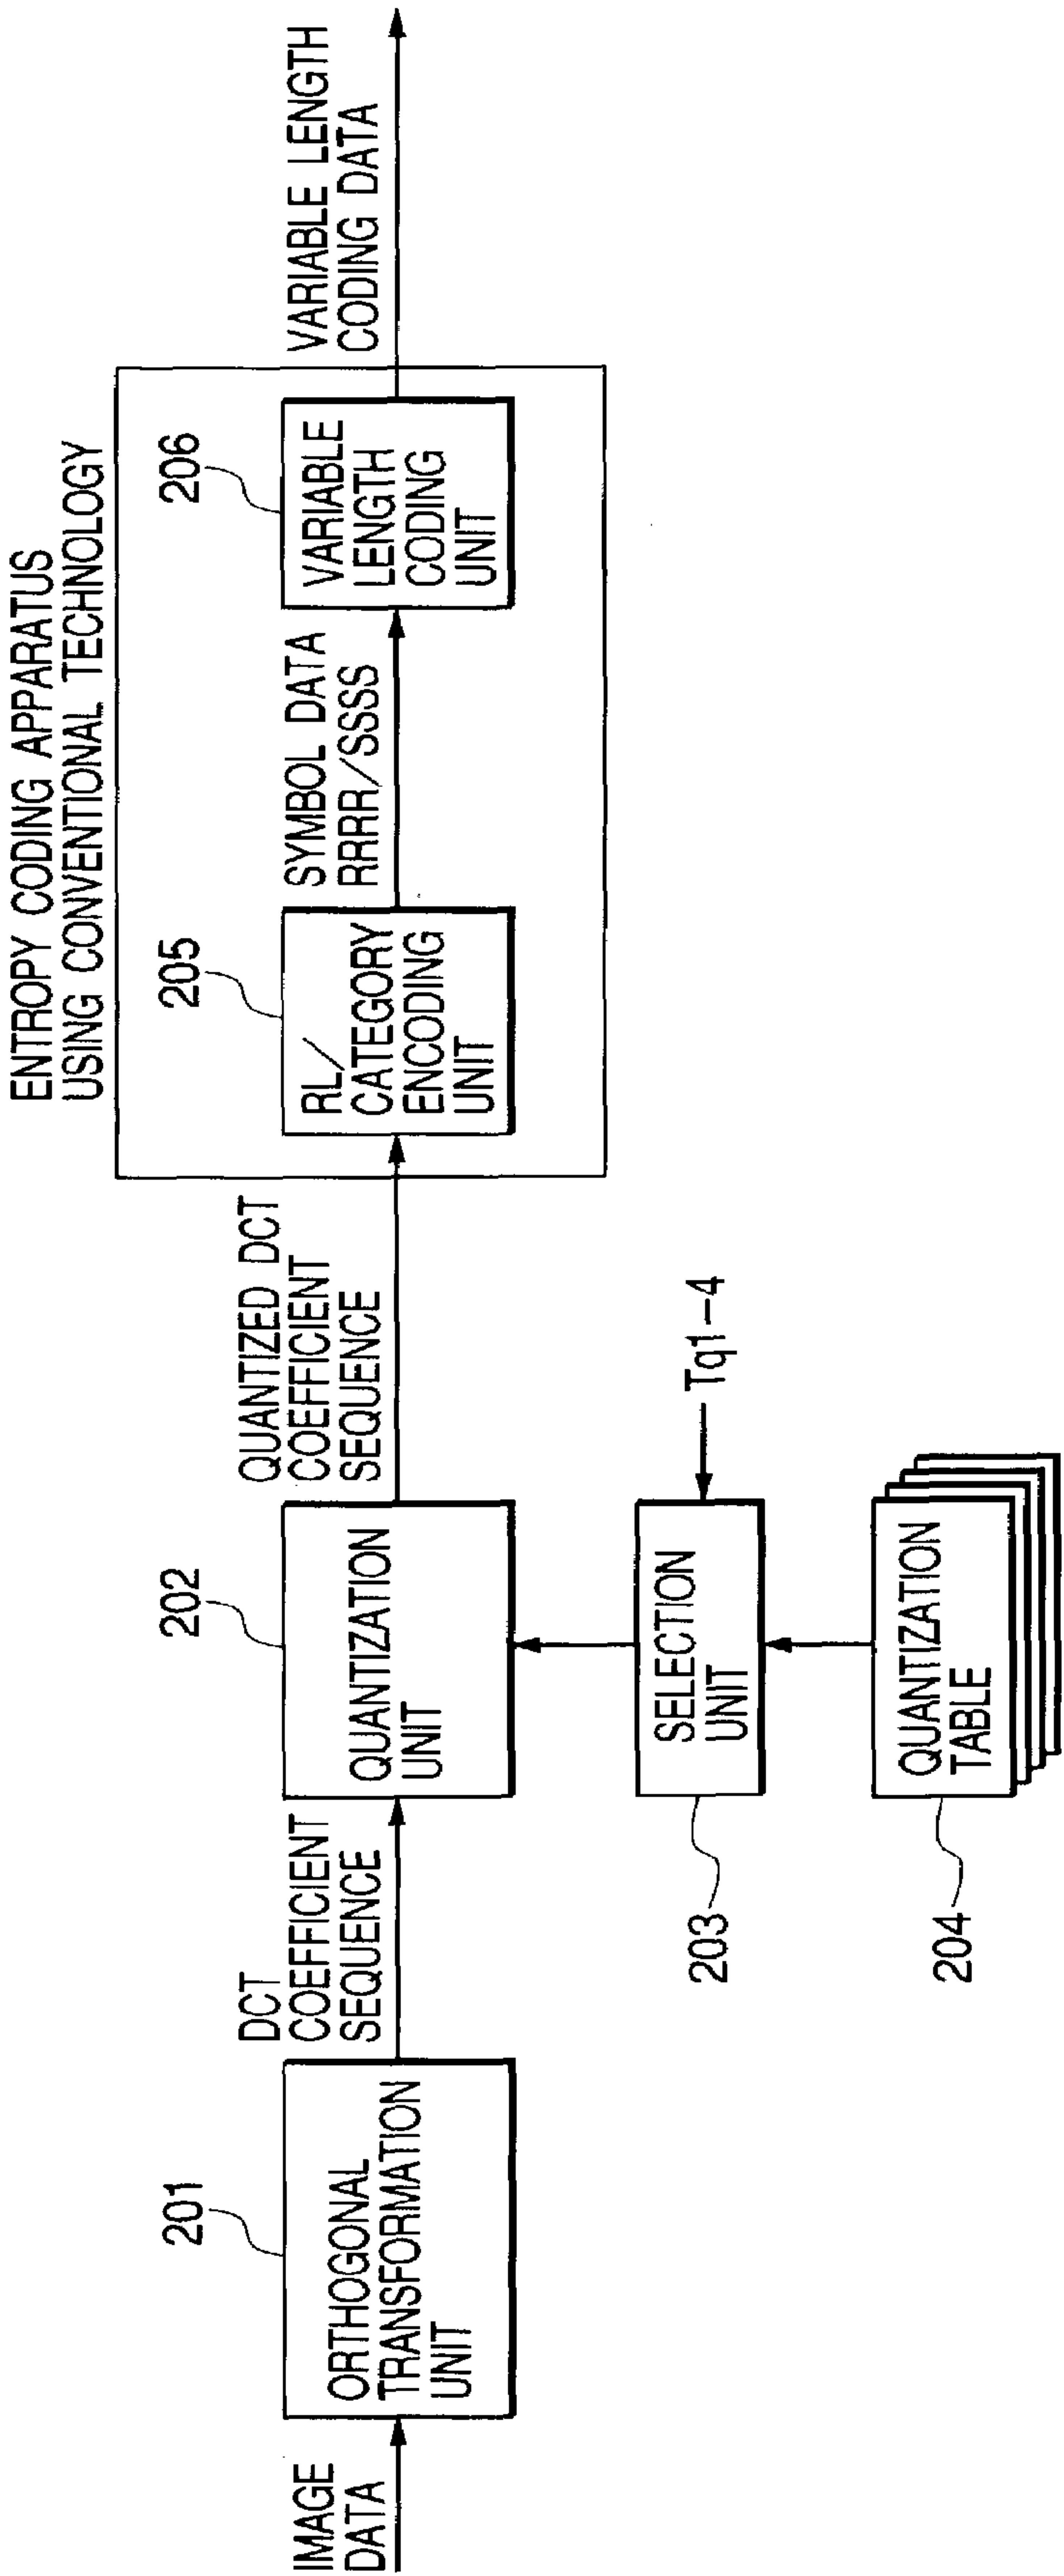 ENTROPY CODING APPARATUS
USING CONVENTIONAL TECHNOLOGY
IMAGE
DATA
201
ORTHOGONAL
TRANSFORMATION
UNIT
DCT
COEFFICIENT
SEQUENCE
202
QUANTIZATION
UNIT
QUANTIZED DCT
COEFFICIENT
SEQUENCE
205
RL/
CATEGORY
ENCODING
UNIT
SYMBOL DATA
RRRR/SSSS
206
VARIABLE
LENGTH
CODING
UNIT
VARIABLE LENGTH
CODING DATA
203
SELECTION
UNIT
Tq1-4
204
QUANTIZATION
TABLE